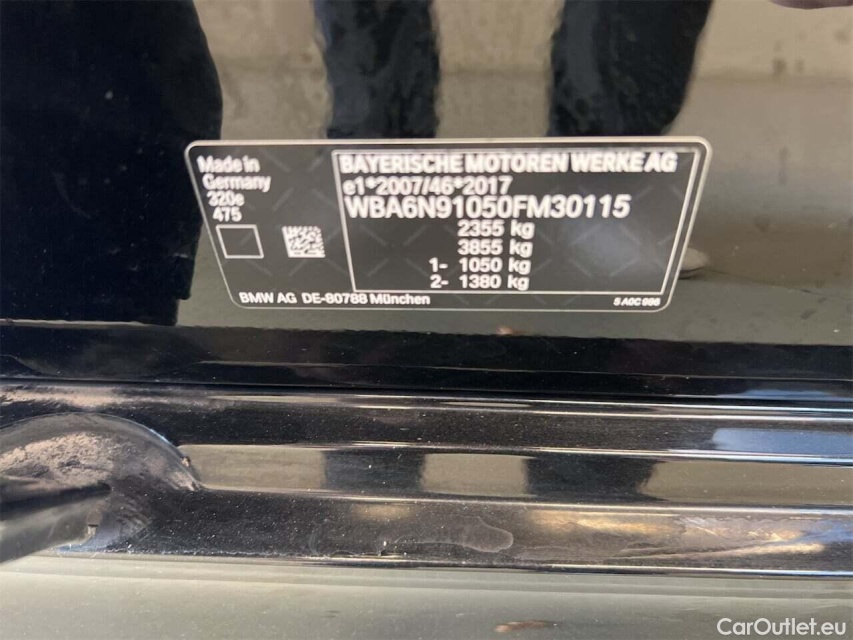 Made in
Germany
320e
475
BAYERISCHE MOTOREN WERKE AG
e1*2007/46*2017
WBA6N91050FM30115
2355 kg
3855 kg
1- 1050 kg
2- 1380 kg
BMW AG DE-80788 München
5 A0C 986
CarOutlet.eu